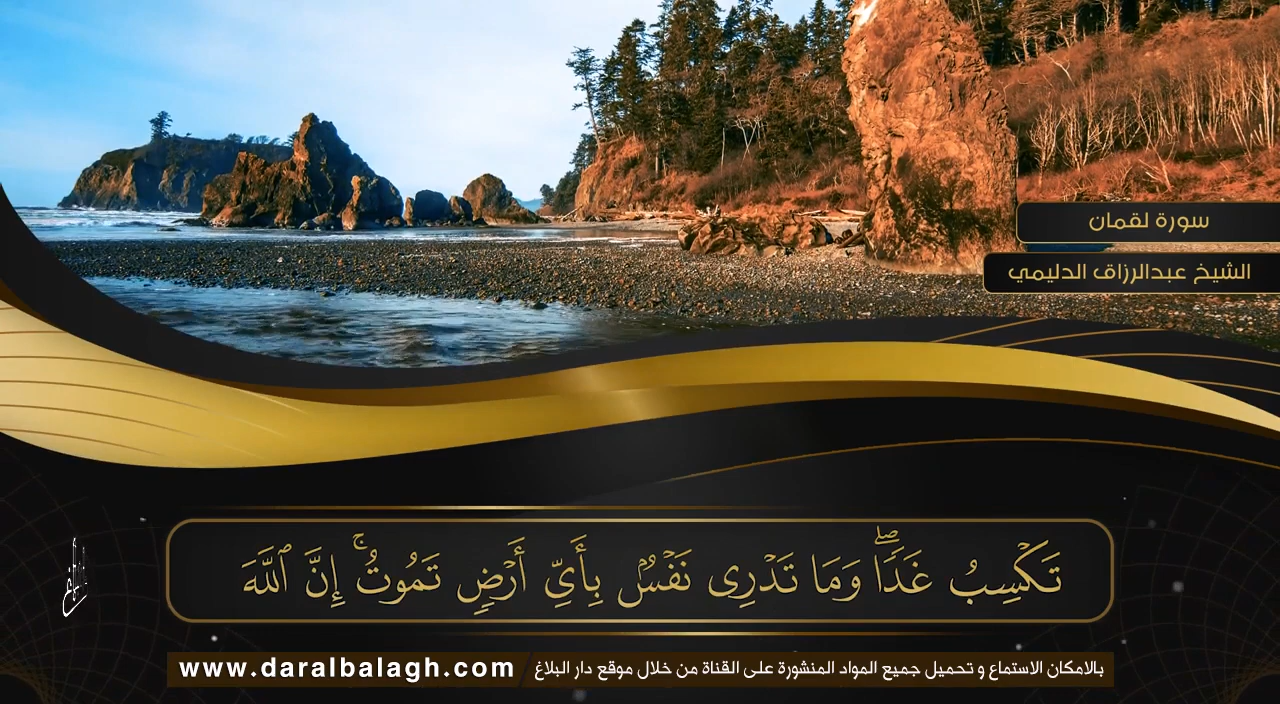 سورة لقمان
الشيخ عبدالرزاق الدليمي
تَكۡسِبُ غَدٗاۖ وَمَا تَدۡرِي نَفۡسُۢ بِأَيِّ أَرۡضٖ تَمُوتُۚ إِنَّ ٱللَّهَ
بالامكان الاستماع و تحميل جميع المواد المنشورة على القناة من خلال موقع دار البلاغ www.daralbalagh.com